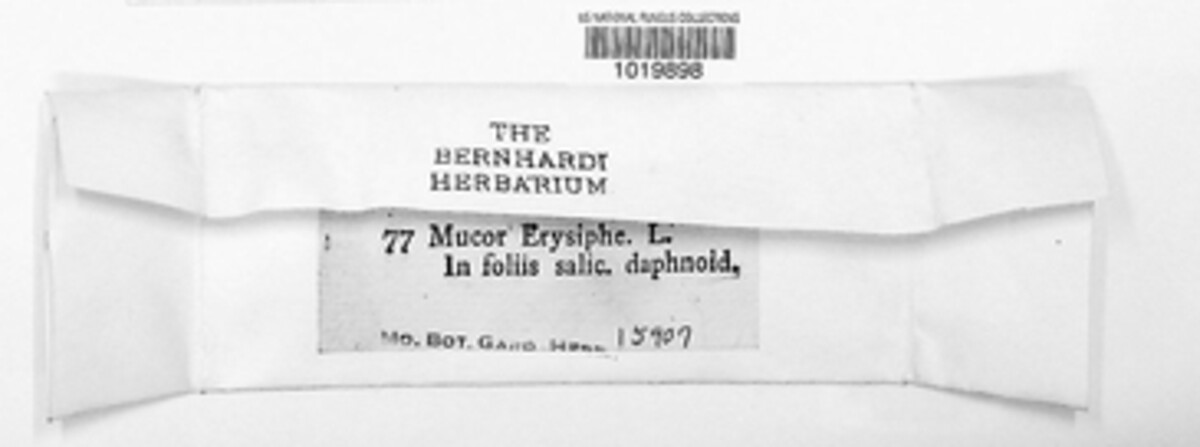 US NATIONAL FUNGUS COLLECTIONS
1019898
THE
BERNHARDI
HERBARIUM
77 Mucor Erysiphe. L.
In foliis salic. daphnoid,
MO. BOT. GARD. HERB. 15907